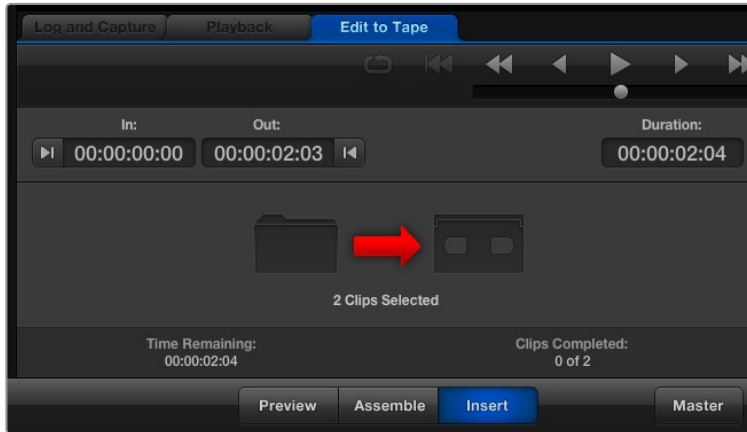 Log and Capture Playback Edit to Tape
In: Out: Duration:
00:00:00:00 00:00:02:03 00:00:02:04
2 Clips Selected
Time Remaining: Clips Completed:
00:00:02:04 0 of 2
Preview Assemble Insert Master